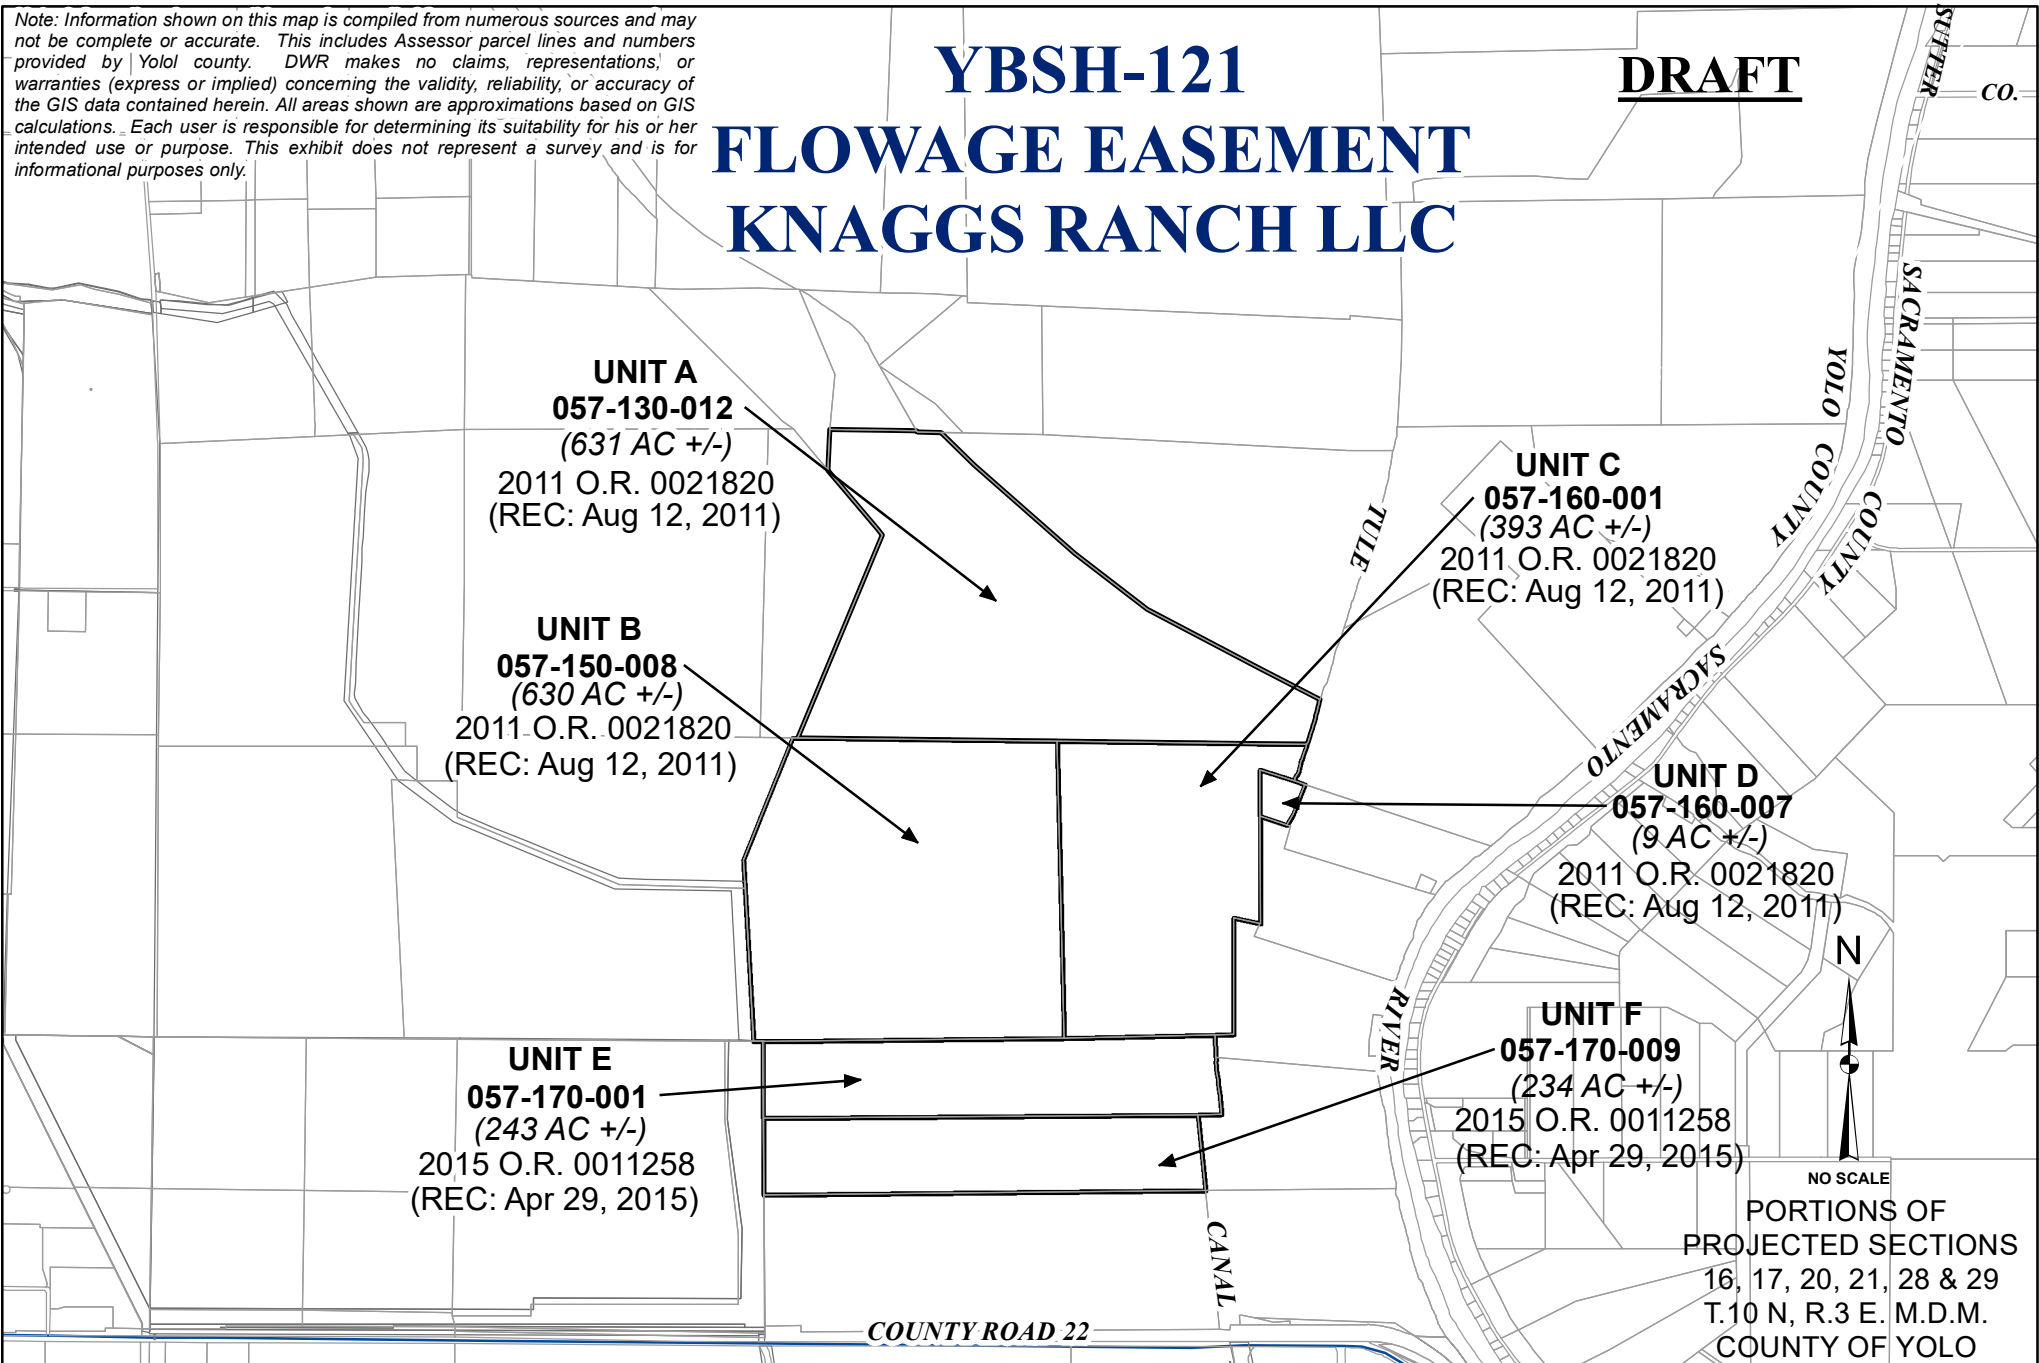 Note: Information shown on this map is compiled from numerous sources and may
not be complete or accurate. This includes Assessor parcel lines and numbers
provided by Yolol county. DWR makes no claims, representations, or
warranties (express or implied) concerning the validity, reliability, or accuracy of
the GIS data contained herein. All areas shown are approximations based on GIS
calculations. Each user is responsible for determining its suitability for his or her
intended use or purpose. This exhibit does not represent a survey and is for
informational purposes only.
YBSH-121
FLOWAGE EASEMENT
KNAGGS RANCH LLC
DRAFT
SUTTER CO.
SACRAMENTO COUNTY
YOLO COUNTY
UNIT A
057-130-012
(631 AC +/-)
2011 O.R. 0021820
(REC: Aug 12, 2011)
UNIT C
057-160-001
(393 AC +/-)
2011 O.R. 0021820
(REC: Aug 12, 2011)
TULE
UNIT B
057-150-008
(630 AC +/-)
2011 O.R. 0021820
(REC: Aug 12, 2011)
SACRAMENTO
UNIT D
057-160-007
(9 AC +/-)
2011 O.R. 0021820
(REC: Aug 12, 2011)
N
RIVER
UNIT E
057-170-001
(243 AC +/-)
2015 O.R. 0011258
(REC: Apr 29, 2015)
UNIT F
057-170-009
(234 AC +/-)
2015 O.R. 0011258
(REC: Apr 29, 2015)
NO SCALE
CANAL
COUNTY ROAD 22
PORTIONS OF
PROJECTED SECTIONS
16, 17, 20, 21, 28 & 29
T.10 N, R.3 E. M.D.M.
COUNTY OF YOLO